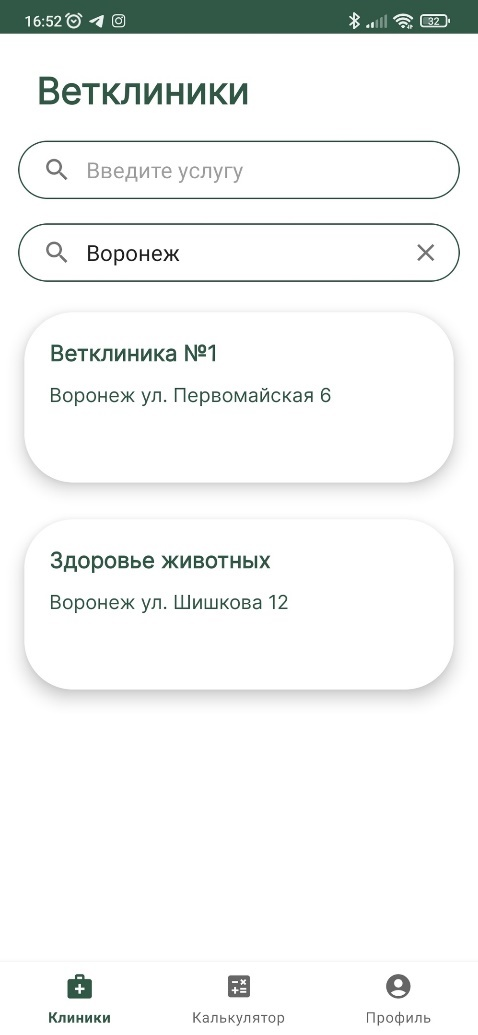 16:52
32
Ветклиники
Введите услугу
Воронеж
Ветклиника №1
Воронеж ул. Первомайская 6
Здоровье животных
Воронеж ул. Шишкова 12
Клиники
Калькулятор
Профиль